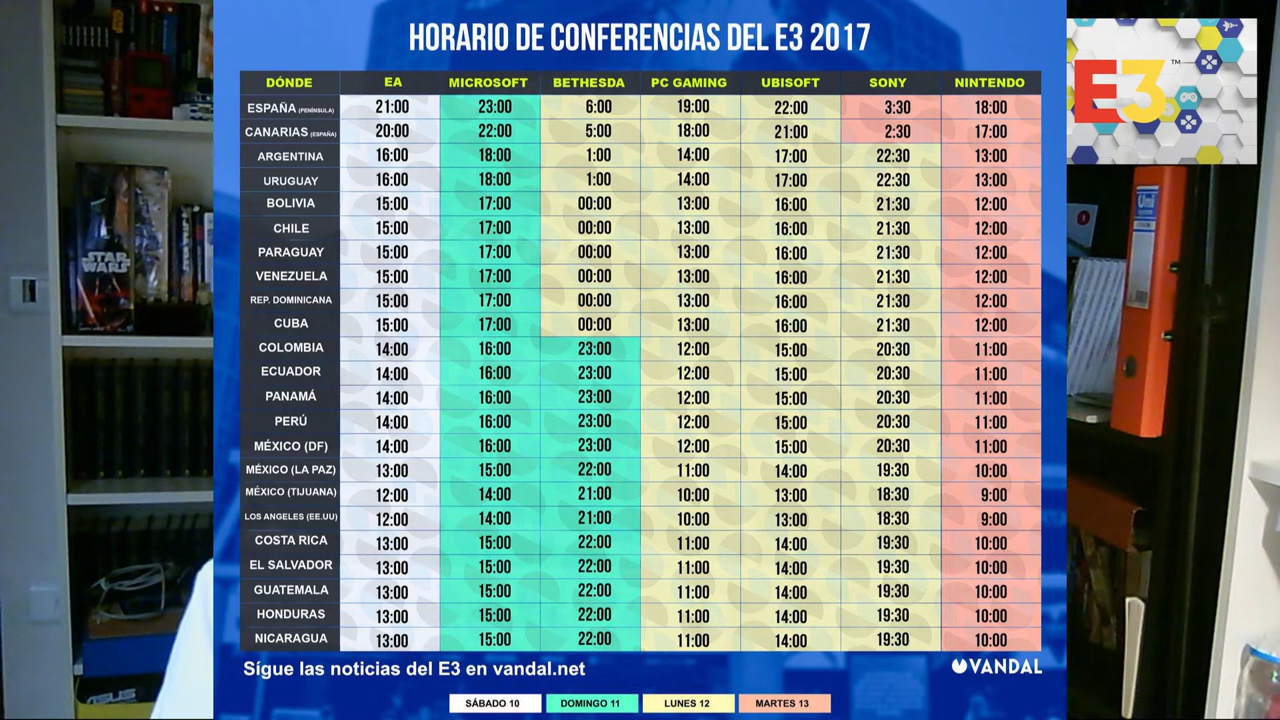 HORARIO DE CONFERENCIAS DEL E3 2017
DÓNDE EA MICROSOFT BETHESDA PC GAMING UBISOFT SONY NINTENDO
ESPAÑA (PENÍNSULA) 21:00 23:00 6:00 19:00 22:00 3:30 18:00
CANARIAS (ESPAÑA) 20:00 22:00 5:00 18:00 21:00 2:30 17:00
ARGENTINA 16:00 18:00 1:00 14:00 17:00 22:30 13:00
URUGUAY 16:00 18:00 1:00 14:00 17:00 22:30 13:00
BOLIVIA 15:00 17:00 00:00 13:00 16:00 21:30 12:00
CHILE 15:00 17:00 00:00 13:00 16:00 21:30 12:00
PARAGUAY 15:00 17:00 00:00 13:00 16:00 21:30 12:00
VENEZUELA 15:00 17:00 00:00 13:00 16:00 21:30 12:00
REP. DOMINICANA 15:00 17:00 00:00 13:00 16:00 21:30 12:00
CUBA 15:00 17:00 00:00 13:00 16:00 21:30 12:00
COLOMBIA 14:00 16:00 23:00 12:00 15:00 20:30 11:00
ECUADOR 14:00 16:00 23:00 12:00 15:00 20:30 11:00
PANAMÁ 14:00 16:00 23:00 12:00 15:00 20:30 11:00
PERÚ 14:00 16:00 23:00 12:00 15:00 20:30 11:00
MÉXICO (DF) 14:00 16:00 23:00 12:00 15:00 20:30 11:00
MÉXICO (LA PAZ) 13:00 15:00 22:00 11:00 14:00 19:30 10:00
MÉXICO (TIJUANA) 12:00 14:00 21:00 10:00 13:00 18:30 9:00
LOS ANGELES (EE.UU) 12:00 14:00 21:00 10:00 13:00 18:30 9:00
COSTA RICA 13:00 15:00 22:00 11:00 14:00 19:30 10:00
EL SALVADOR 13:00 15:00 22:00 11:00 14:00 19:30 10:00
GUATEMALA 13:00 15:00 22:00 11:00 14:00 19:30 10:00
HONDURAS 13:00 15:00 22:00 11:00 14:00 19:30 10:00
NICARAGUA 13:00 15:00 22:00 11:00 14:00 19:30 10:00
Sígue las noticias del E3 en vandal.net
VANDAL
SÁBADO 10 DOMINGO 11 LUNES 12 MARTES 13
E3 ™
STAR WARS
Uni
ASUS